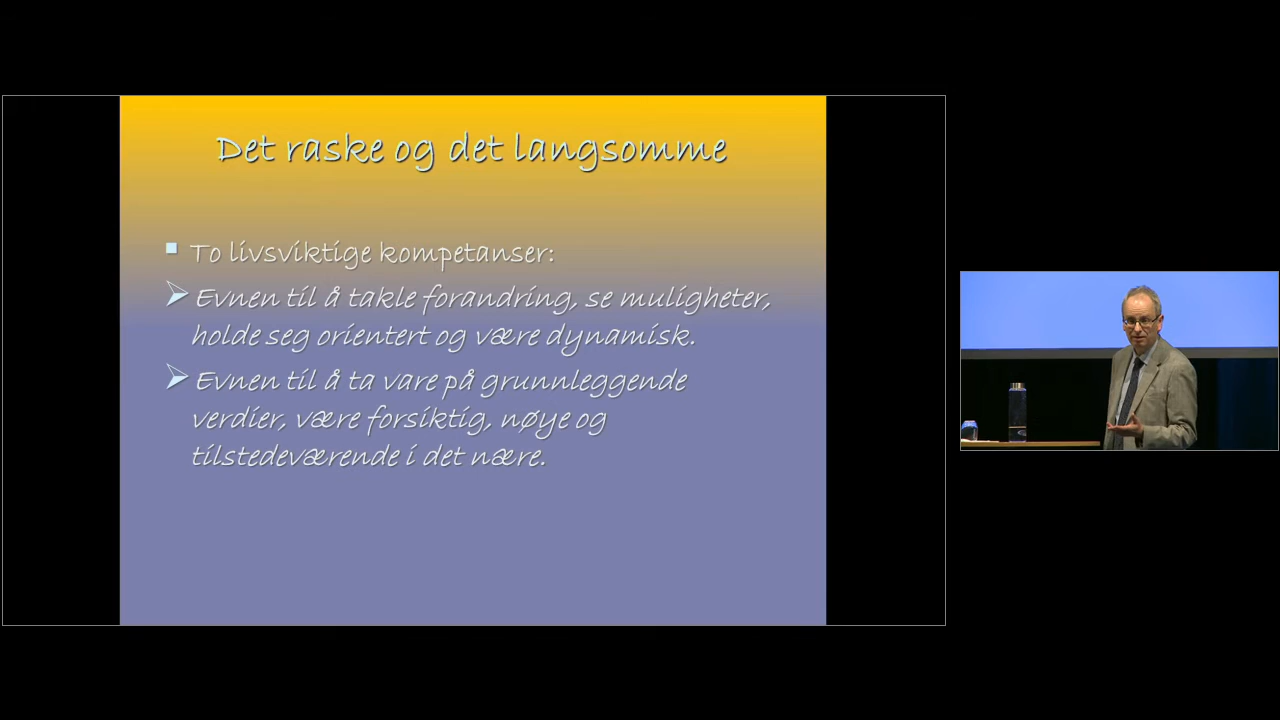 Det raske og det langsomme
To livsviktige kompetanser:
Evnen til å takle forandring, se muligheter,
holde seg orientert og være dynamisk.
Evnen til å ta vare på grunnleggende
verdier, være forsiktig, nøye og
tilstedeværende i det nære.